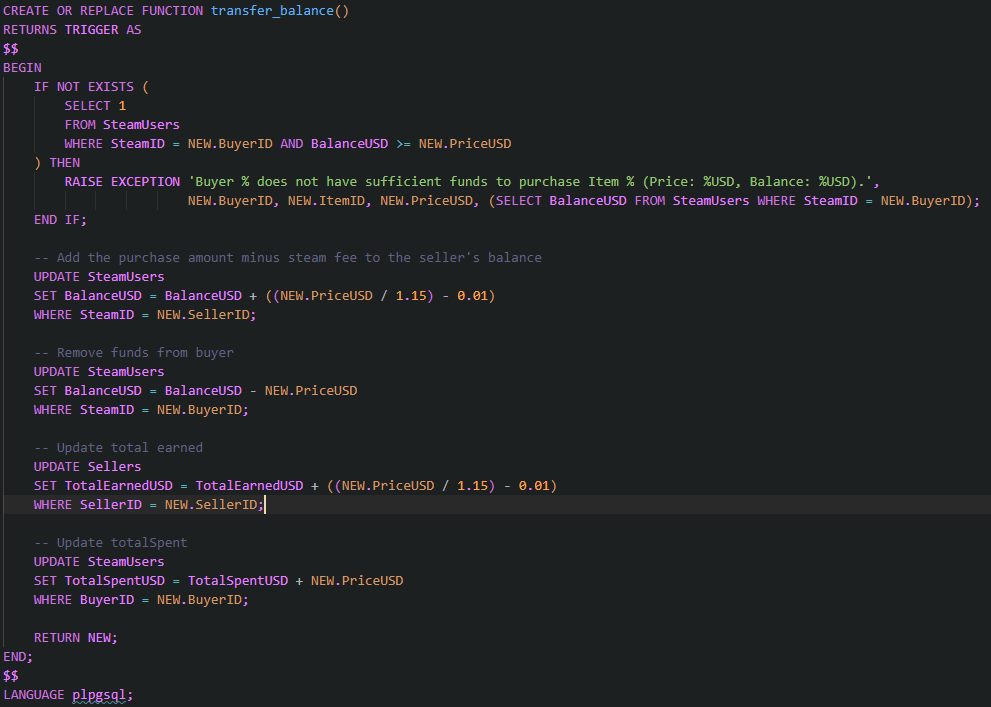 CREATE OR REPLACE FUNCTION transfer_balance()
RETURNS TRIGGER AS
$$
BEGIN
    IF NOT EXISTS (
        SELECT 1
        FROM SteamUsers
        WHERE SteamID = NEW.BuyerID AND BalanceUSD >= NEW.PriceUSD
    ) THEN
        RAISE EXCEPTION 'Buyer % does not have sufficient funds to purchase Item % (Price: %USD, Balance: %USD).',
                        NEW.BuyerID, NEW.ItemID, NEW.PriceUSD, (SELECT BalanceUSD FROM SteamUsers WHERE SteamID = NEW.BuyerID);
    END IF;

    -- Add the purchase amount minus steam fee to the seller's balance
    UPDATE SteamUsers
    SET BalanceUSD = BalanceUSD + ((NEW.PriceUSD / 1.15) - 0.01)
    WHERE SteamID = NEW.SellerID;

    -- Remove funds from buyer
    UPDATE SteamUsers
    SET BalanceUSD = BalanceUSD - NEW.PriceUSD
    WHERE SteamID = NEW.BuyerID;

    -- Update total earned
    UPDATE Sellers
    SET TotalEarnedUSD = TotalEarnedUSD + ((NEW.PriceUSD / 1.15) - 0.01)
    WHERE SellerID = NEW.SellerID;

    -- Update totalSpent
    UPDATE SteamUsers
    SET TotalSpentUSD = TotalSpentUSD + NEW.PriceUSD
    WHERE BuyerID = NEW.BuyerID;

    RETURN NEW;
END;
$$
LANGUAGE plpgsql;